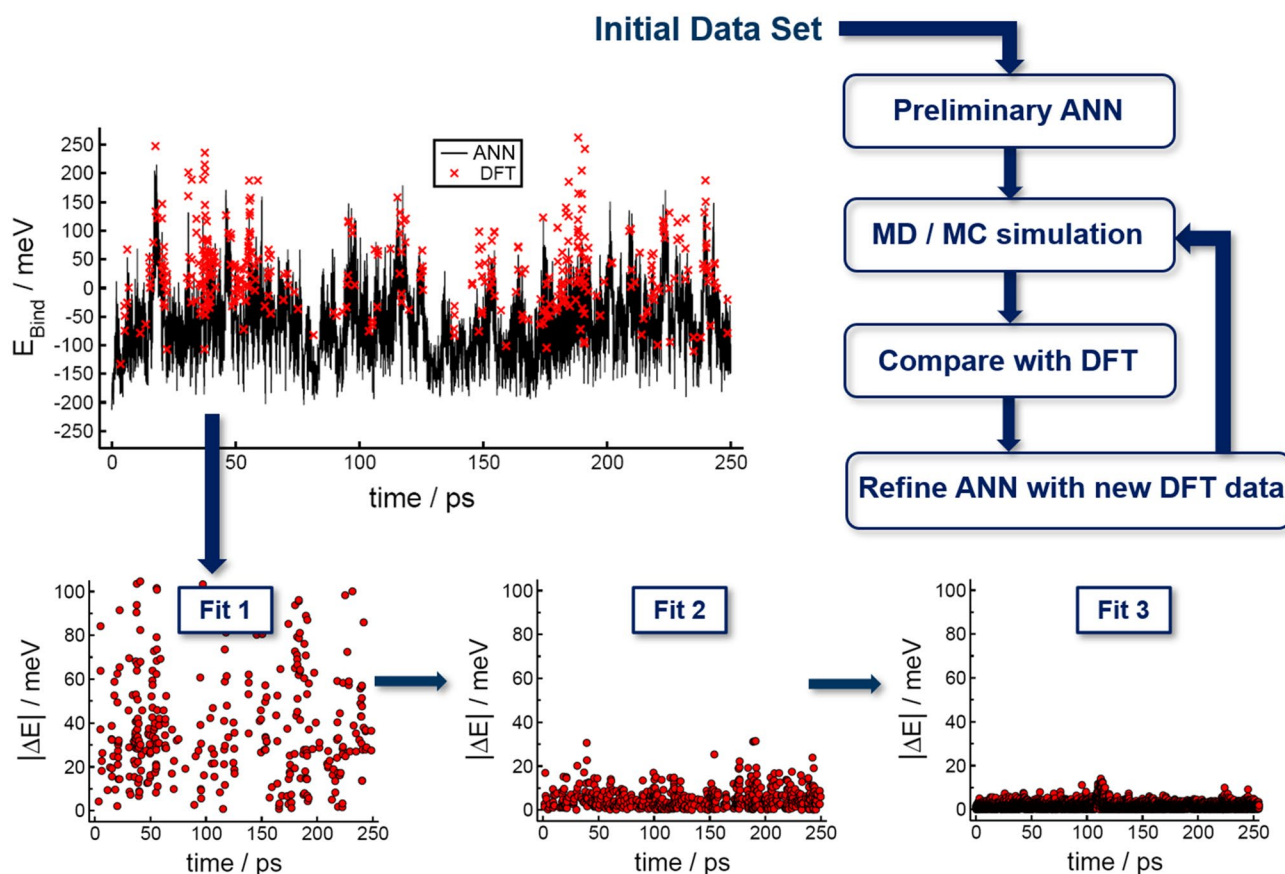 Initial Data Set
Preliminary ANN
MD / MC simulation
Compare with DFT
Refine ANN with new DFT data
ANN
DFT
E_Bind / meV
250
200
150
100
50
0
-50
-100
-150
-200
-250
0 50 100 150 200 250
time / ps
Fit 1
|ΔE| / meV
100
80
60
40
20
0
0 50 100 150 200 250
time / ps
Fit 2
|ΔE| / meV
100
80
60
40
20
0
0 50 100 150 200 250
time / ps
Fit 3
|ΔE| / meV
100
80
60
40
20
0
0 50 100 150 200 250
time / ps